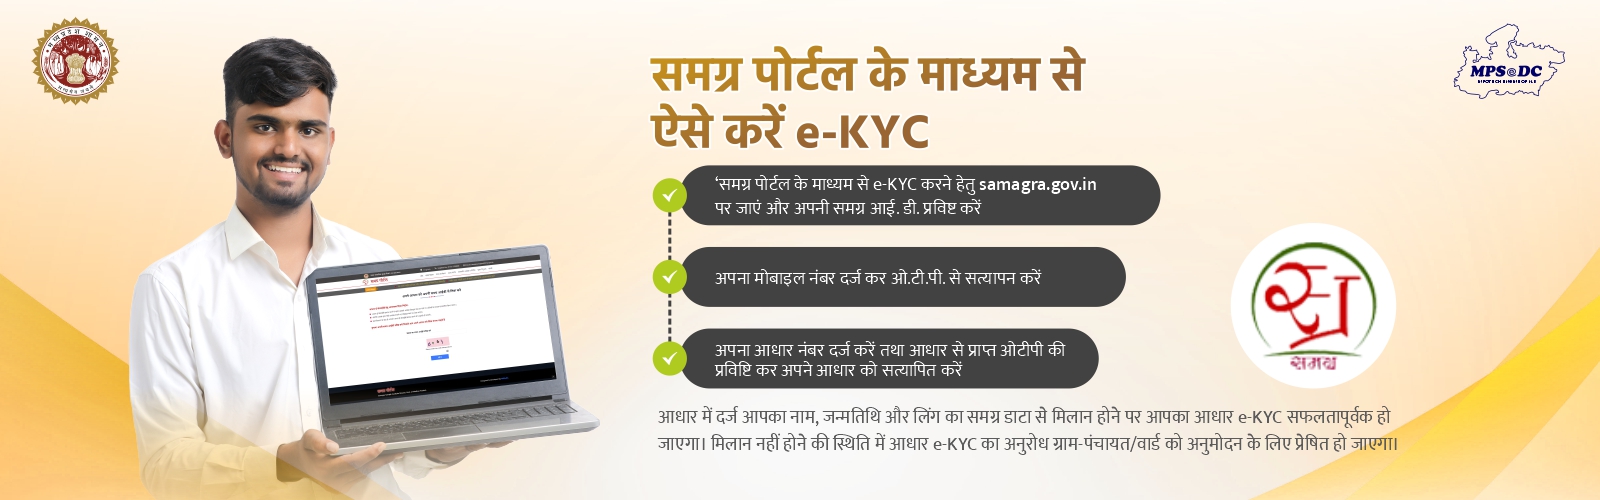 समग्र पोर्टल के माध्यम से
ऐसे करें e-KYC
‘समग्र पोर्टल के माध्यम से e-KYC करने हेतु samagra.gov.in
पर जाएं और अपनी समग्र आई. डी. प्रविष्ट करें
अपना मोबाइल नंबर दर्ज कर ओ.टी.पी. से सत्यापन करें
अपना आधार नंबर दर्ज करें तथा आधार से प्राप्त ओटीपी की
प्रविष्टि कर अपने आधार को सत्यापित करें
आधार में दर्ज आपका नाम, जन्मतिथि और लिंग का समग्र डाटा से मिलान होने पर आपका आधार e-KYC सफलतापूर्वक हो
जाएगा। मिलान नहीं होने की स्थिति में आधार e-KYC का अनुरोध ग्राम-पंचायत/वार्ड को अनुमोदन के लिए प्रेषित हो जाएगा।
MPSeDC
समग्र